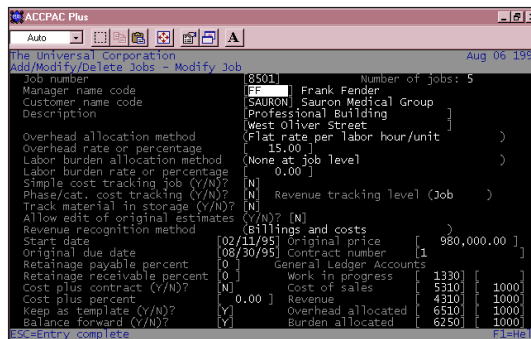 ACCPAC Plus
Auto A
The Universal Corporation Aug 06 199
Add/Modify/Delete Jobs - Modify Job
Job number [8501] Number of jobs: 5
Manager name code [FF ] Frank Fender
Customer name code [SAURON] Sauron Medical Group
Description [Professional Building ]
[West Oliver Street ]
Overhead allocation method (Flat rate per labor hour/unit )
Overhead rate or percentage [ 15.00 ]
Labor burden allocation method (None at job level )
Labor burden rate or percentage [ 0.00 ]
Simple cost tracking job (Y/N)? [N]
Phase/cat. cost tracking (Y/N)? [N] Revenue tracking level (Job )
Track material in storage (Y/N)? [N]
Allow edit of original estimates (Y/N)? [N]
Revenue recognition method (Billings and costs )
Start date [02/11/95] Original price [ 980,000.00 ]
Original due date [08/30/95] Contract number [1 ]
Retainage payable percent [0 ] General Ledger Accounts
Retainage receivable percent [0 ] Work in progress [ 1330] [ ]
Cost plus contract (Y/N)? [N] Cost of sales [ 5310] [ 1000]
Cost plus percent [ 0.00 ] Revenue [ 4310] [ 1000]
Keep as template (Y/N)? [Y] Overhead allocated [ 6510] [ 1000]
Balance forward (Y/N)? [Y] Burden allocated [ 6250] [ 1000]
ESC=Entry complete F1=Hel